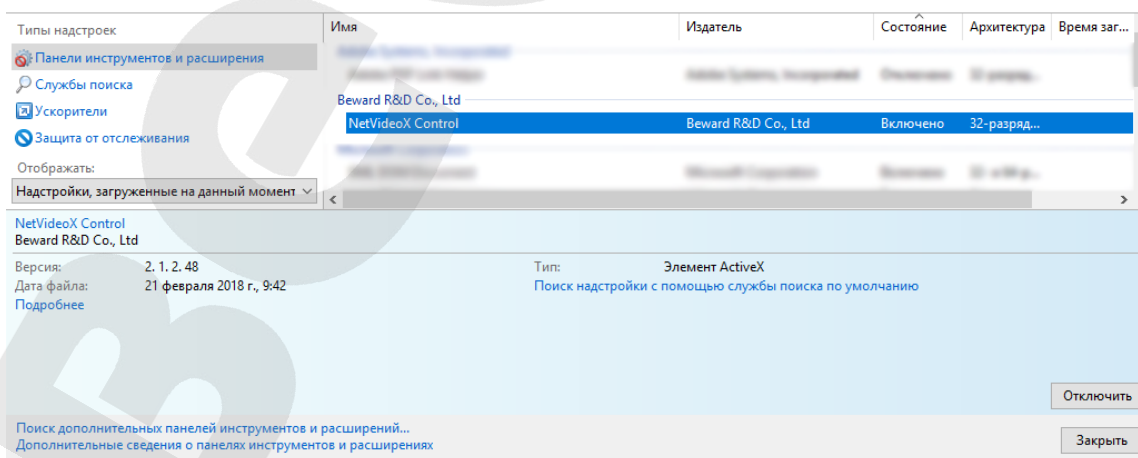 Типы надстроек
Панели инструментов и расширения
Службы поиска
Ускорители
Защита от отслеживания
Отображать:
Надстройки, загруженные на данный момент
Имя Издатель Состояние Архитектура Время заг...
Beward R&D Co., Ltd
NetVideoX Control Beward R&D Co., Ltd Включено 32-разряд...
NetVideoX Control
Beward R&D Co., Ltd
Версия: 2. 1. 2. 48
Дата файла: 21 февраля 2018 г., 9:42
Подробнее
Тип: Элемент ActiveX
Поиск надстройки с помощью службы поиска по умолчанию
Отключить
Поиск дополнительных панелей инструментов и расширений...
Дополнительные сведения о панелях инструментов и расширениях
Закрыть